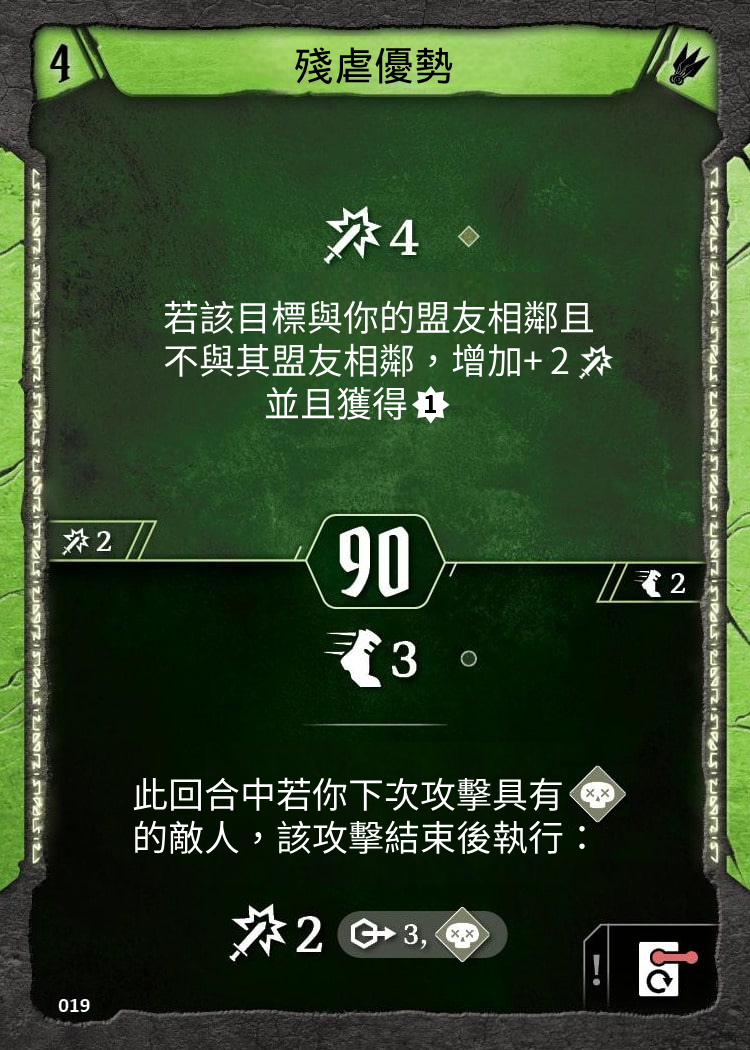 4
殘虐優勢
4
若該目標與你的盟友相鄰且
不與其盟友相鄰，增加+2
並且獲得 1
2
90
2
3
此回合中若你下次攻擊具有
的敵人，該攻擊結束後執行：
2 3,
!
019